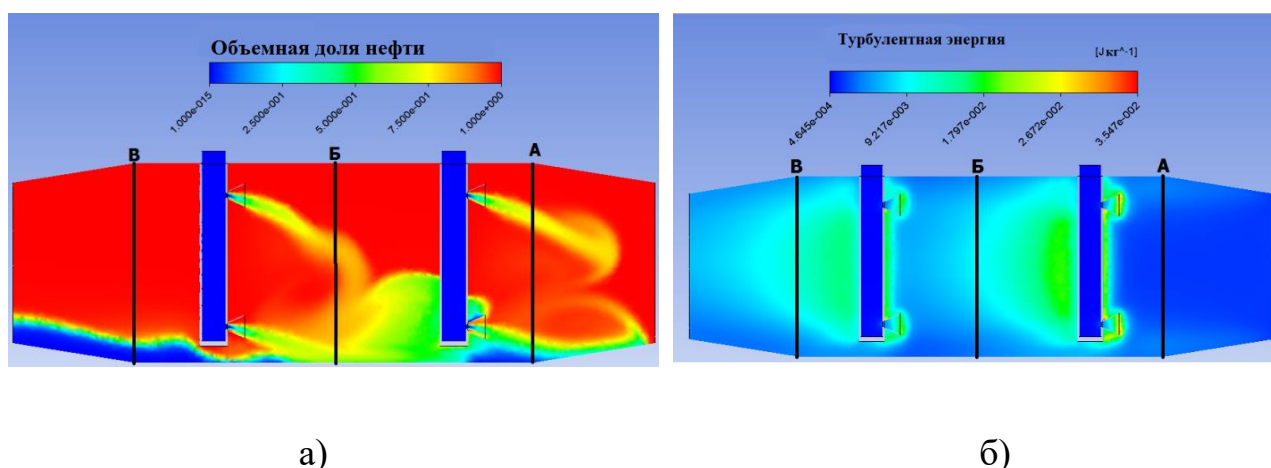 Объемная доля нефти
1.000e-015
2.500e-001
5.000e-001
7.500e-001
1.000e+000
В
Б
А
Турбулентная энергия
[J кг^-1]
4.645e-004
9.217e-003
1.797e-002
2.672e-002
3.547e-002
В
Б
А
а)
б)